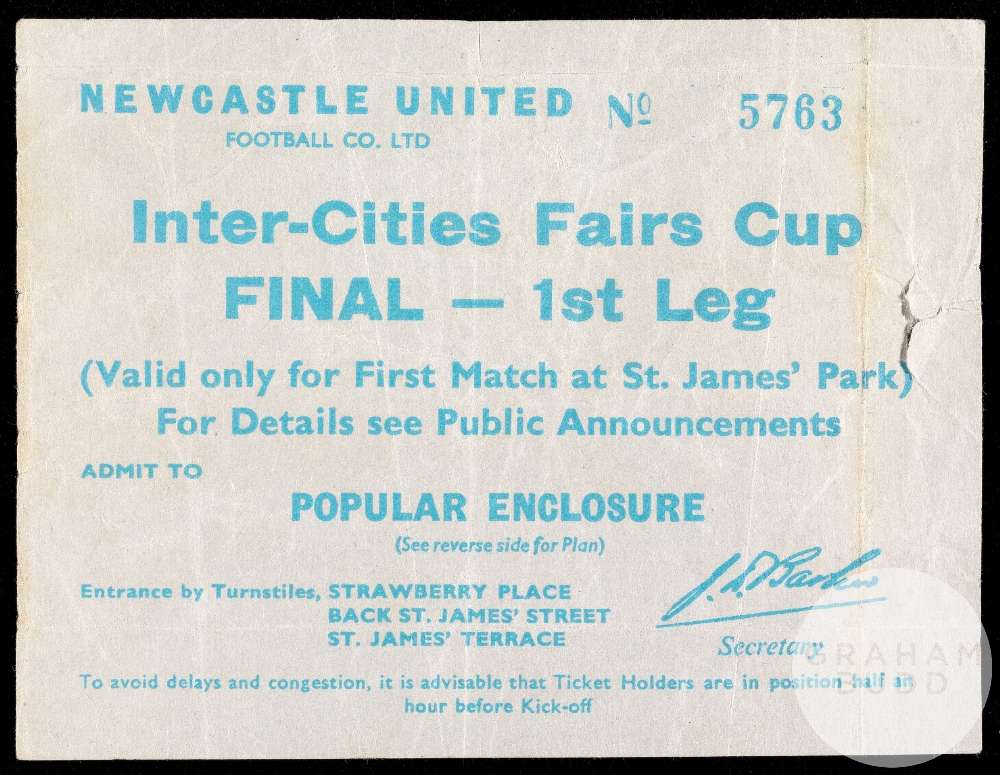 NEWCASTLE UNITED Nº 5763
FOOTBALL CO. LTD
Inter-Cities Fairs Cup
FINAL — 1st Leg
(Valid only for First Match at St. James' Park)
For Details see Public Announcements
ADMIT TO
POPULAR ENCLOSURE
(See reverse side for Plan)
Entrance by Turnstiles, STRAWBERRY PLACE
BACK ST. JAMES' STREET
ST. JAMES' TERRACE
Secretary
GRAHAM
BUDD
To avoid delays and congestion, it is advisable that Ticket Holders are in position half an
hour before Kick-off